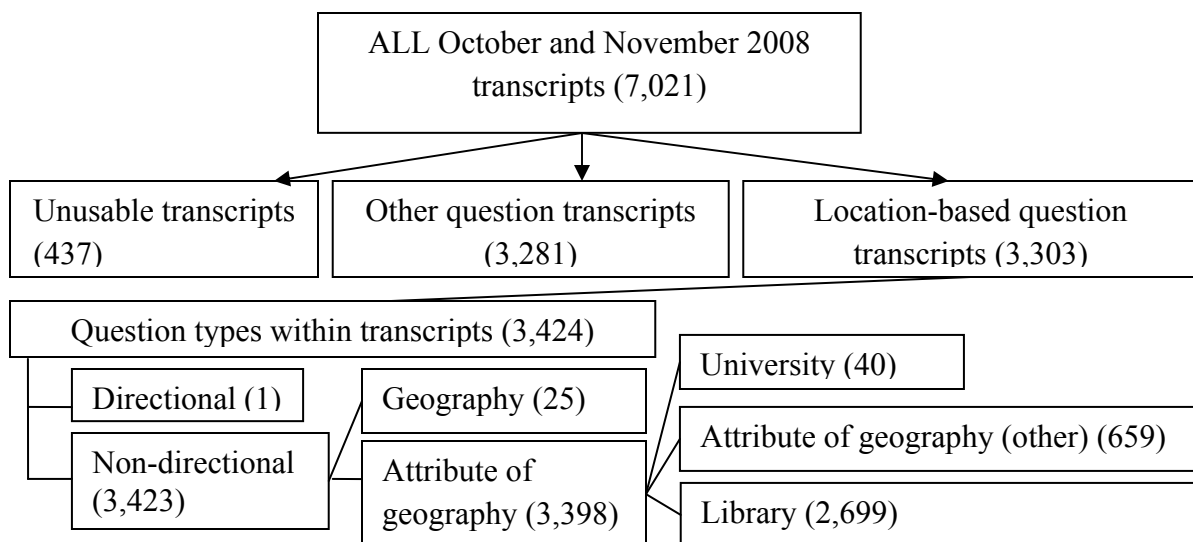 ALL October and November 2008
transcripts (7,021)
Unusable transcripts
(437)
Other question transcripts
(3,281)
Location-based question
transcripts (3,303)
Question types within transcripts (3,424)
Directional (1)
Non-directional
(3,423)
Geography (25)
Attribute of
geography (3,398)
University (40)
Attribute of geography (other) (659)
Library (2,699)